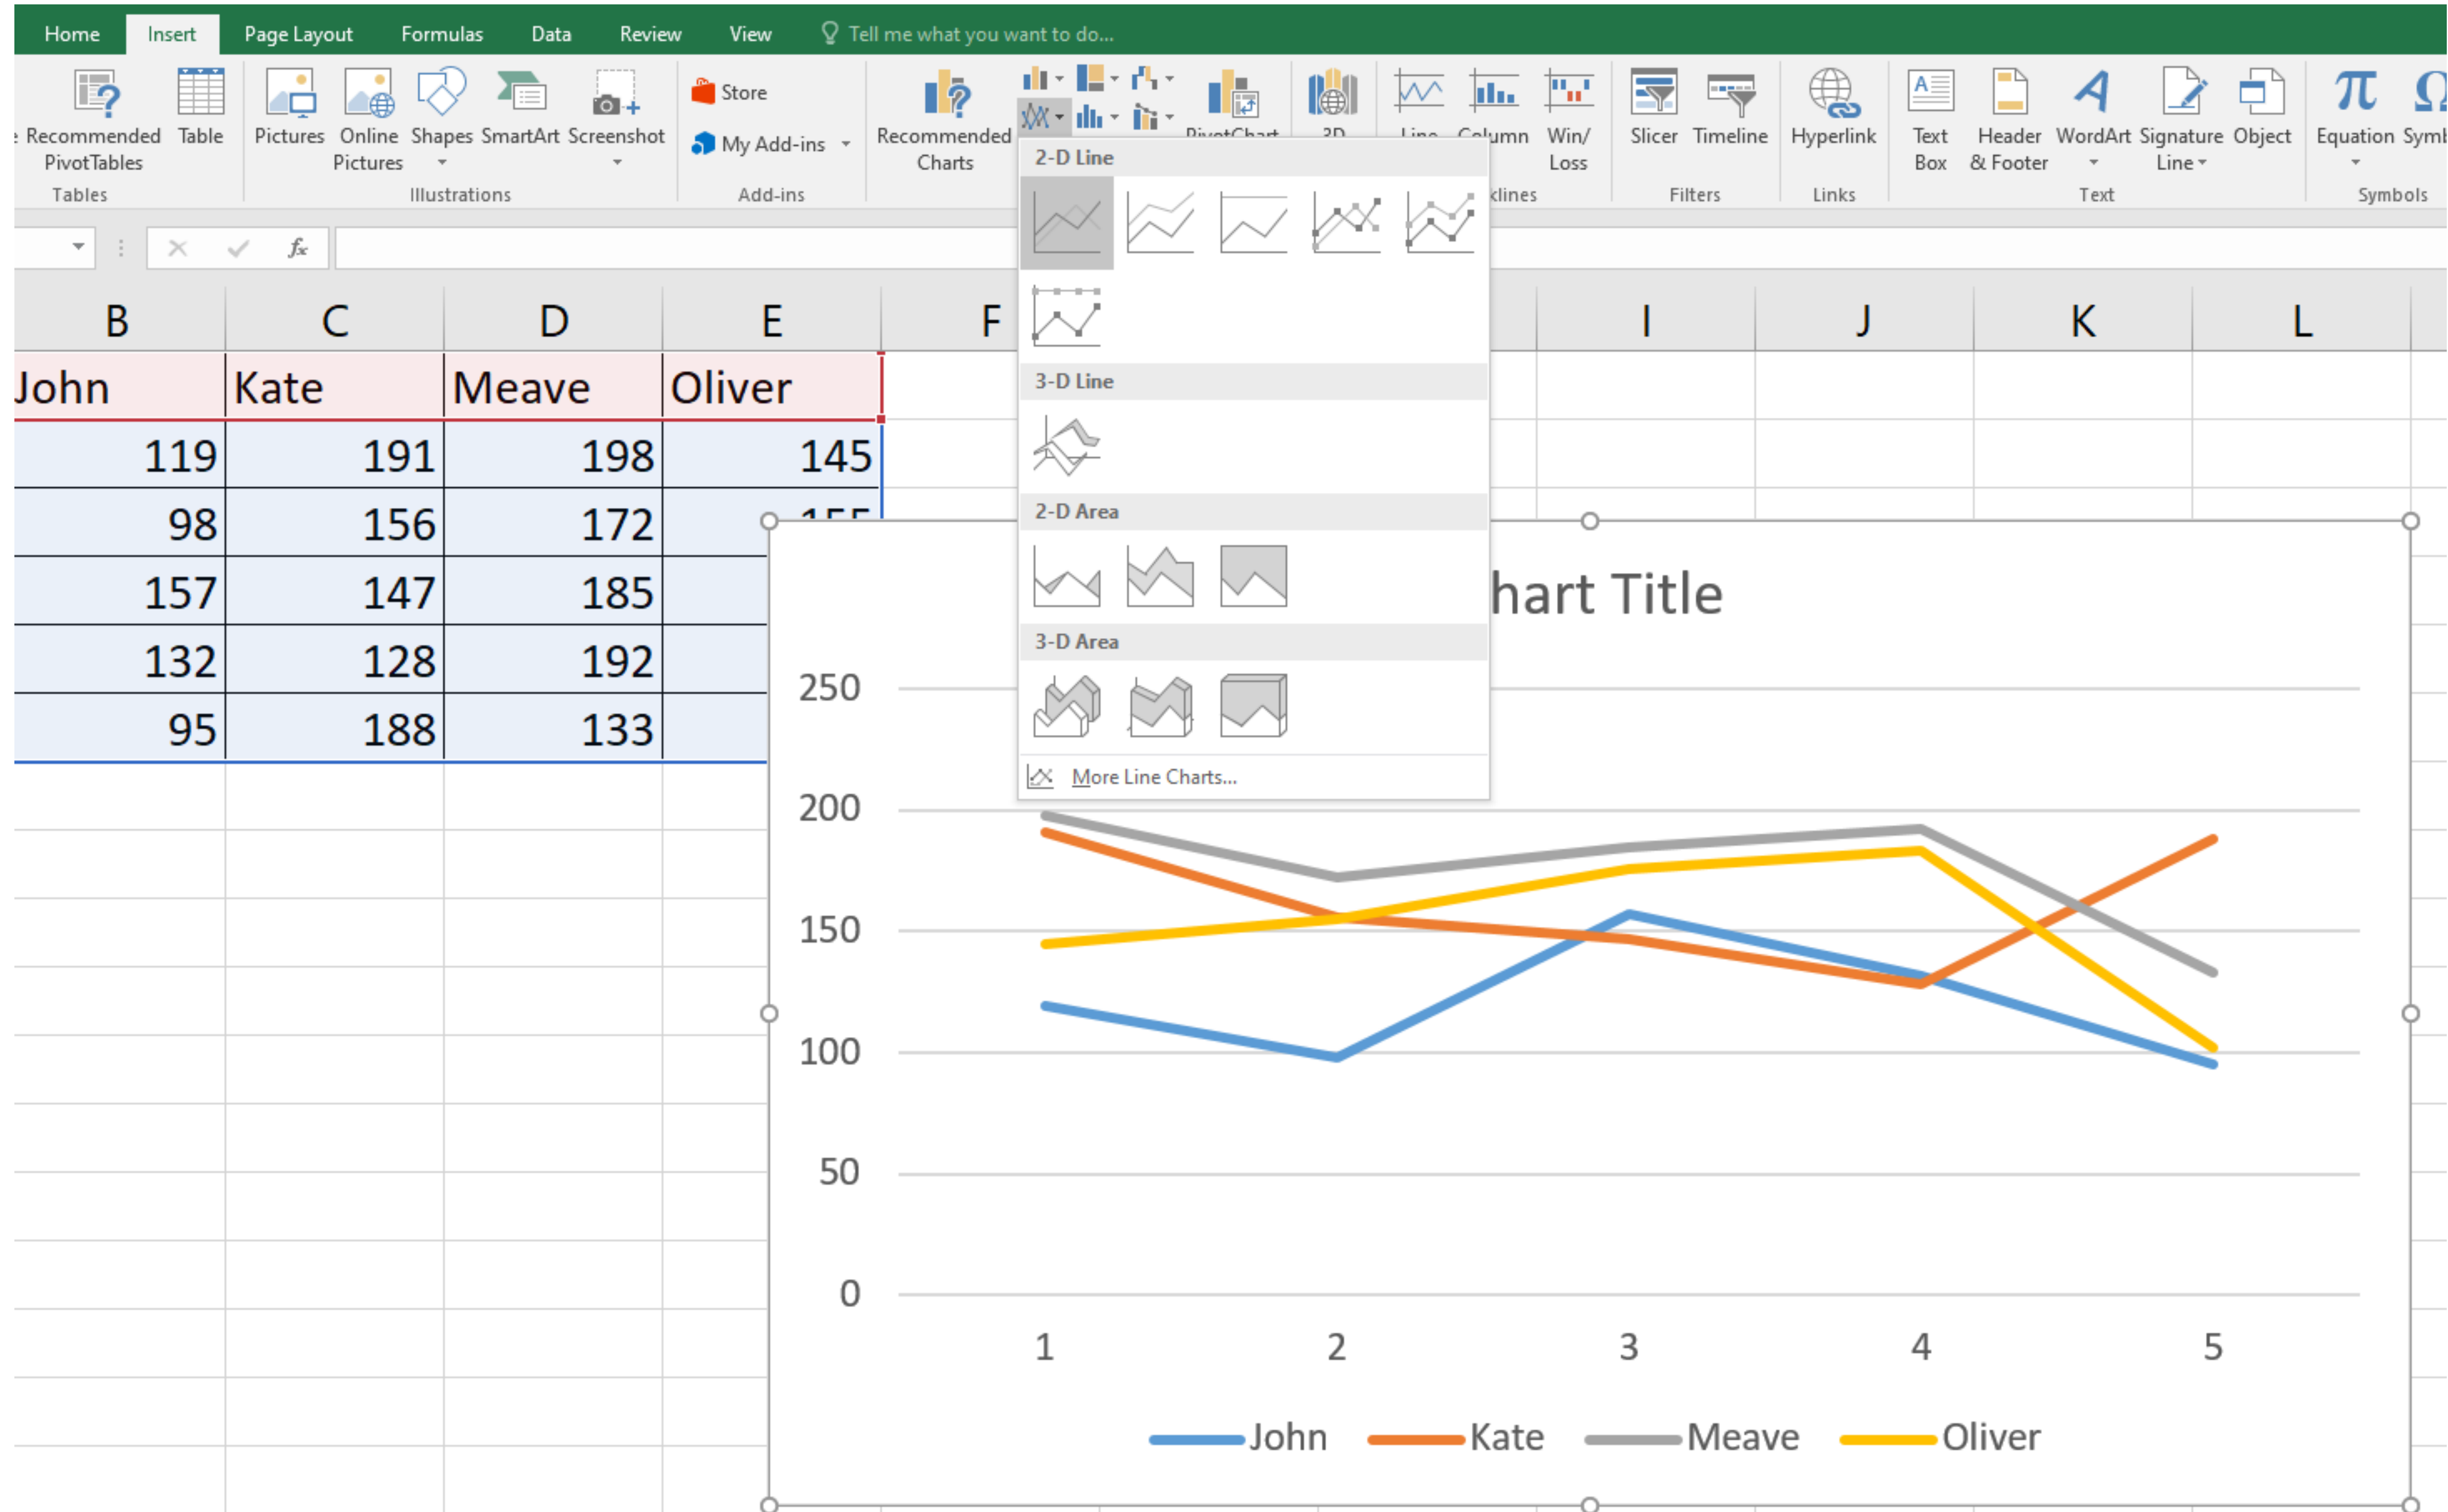 Home Insert Page Layout Formulas Data Review View Tell me what you want to do...
Recommended PivotTables
Table
Pictures
Online Pictures
Shapes
SmartArt
Screenshot
Store
My Add-ins
Recommended Charts
Line
Column
Win/ Loss
Slicer
Timeline
Hyperlink
Text Box
Header & Footer
WordArt
Signature Line
Object
Equation
Tables Illustrations Add-ins Filters Links Text Symbols
fx
B C D E F I J K L
John Kate Meave Oliver
119 191 198 145
98 156 172 155
157 147 185
132 128 192
95 188 133
2-D Line
3-D Line
2-D Area
3-D Area
More Line Charts...
hart Title
250
200
150
100
50
0
1 2 3 4 5
John Kate Meave Oliver